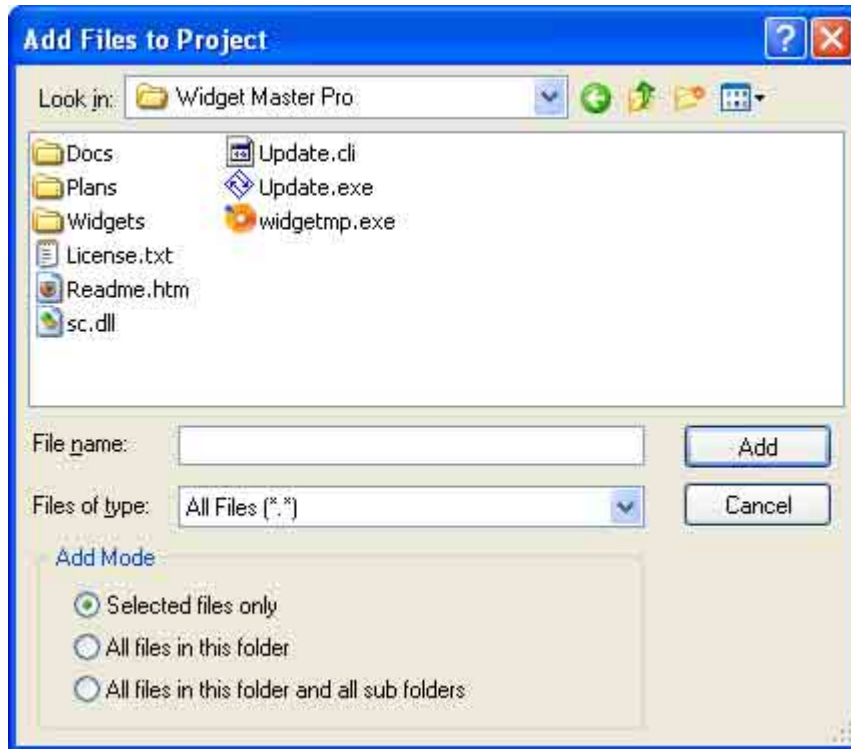 Add Files to Project
?
Look in: Widget Master Pro
Docs
Plans
Widgets
License.txt
Readme.htm
sc.dll
Update.cli
Update.exe
widgetmp.exe
File name:
Add
Files of type: All Files (*.*)
Cancel
Add Mode
Selected files only
All files in this folder
All files in this folder and all sub folders